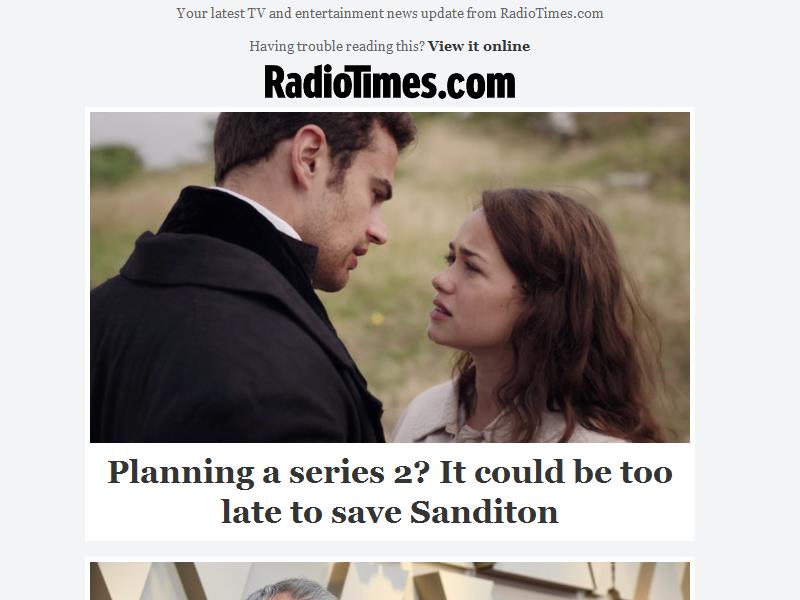 Your latest TV and entertainment news update from RadioTimes.com
Having trouble reading this? View it online
RadioTimes.com
Planning a series 2? It could be too
late to save Sanditon